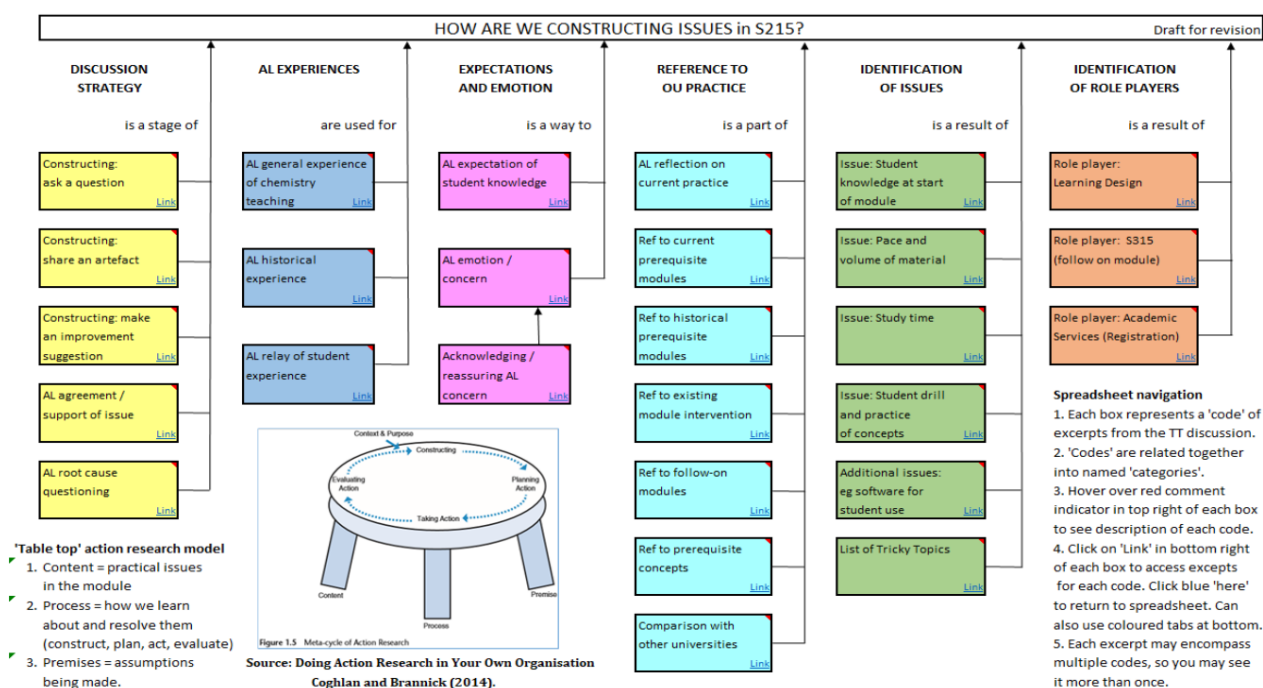 HOW ARE WE CONSTRUCTING ISSUES in S215?
Draft for revision
DISCUSSION
STRATEGY
is a stage of
Constructing:
ask a question
Link
Constructing:
share an artefact
Link
Constructing: make
an improvement
suggestion
Link
AL agreement /
support of issue
Link
AL root cause
questioning
Link
AL EXPERIENCES
are used for
AL general experience
of chemistry
teaching
Link
AL historical
experience
Link
AL relay of student
experience
Link
EXPECTATIONS
AND EMOTION
is a way to
AL expectation of
student knowledge
Link
AL emotion /
concern
Link
Acknowledging /
reassuring AL
concern
Link
REFERENCE TO
OU PRACTICE
is a part of
AL reflection on
current practice
Link
Ref to current
prerequisite
modules
Link
Ref to historical
prerequisite
modules
Link
Ref to existing
module intervention
Link
Ref to follow-on
modules
Link
Ref to prerequisite
concepts
Link
Comparison with
other universities
Link
IDENTIFICATION
OF ISSUES
is a result of
Issue: Student
knowledge at start
of module
Link
Issue: Pace and
volume of material
Link
Issue: Study time
Link
Issue: Student drill
and practice
of concepts
Link
Additional issues:
eg software for
student use
Link
List of Tricky Topics
Link
IDENTIFICATION
OF ROLE PLAYERS
is a result of
Role player:
Learning Design
Link
Role player: S315
(follow on module)
Link
Role player: Academic
Services (Registration)
Link
'Table top' action research model
1. Content = practical issues
in the module
2. Process = how we learn
about and resolve them
(construct, plan, act, evaluate)
3. Premises = assumptions
being made.
Context & Purpose
Constructing
Evaluating
Action
Planning
Action
Taking Action
Content
Process
Premise
Figure 1.5 Meta-cycle of Action Research
Source: Doing Action Research in Your Own Organisation
Coghlan and Brannick (2014).
Spreadsheet navigation
1. Each box represents a 'code' of
excerpts from the TT discussion.
2. 'Codes' are related together
into named 'categories'.
3. Hover over red comment
indicator in top right of each box
to see description of each code.
4. Click on 'Link' in bottom right
of each box to access excepts
for each code. Click blue 'here'
to return to spreadsheet. Can
also use coloured tabs at bottom.
5. Each excerpt may encompass
multiple codes, so you may see
it more than once.